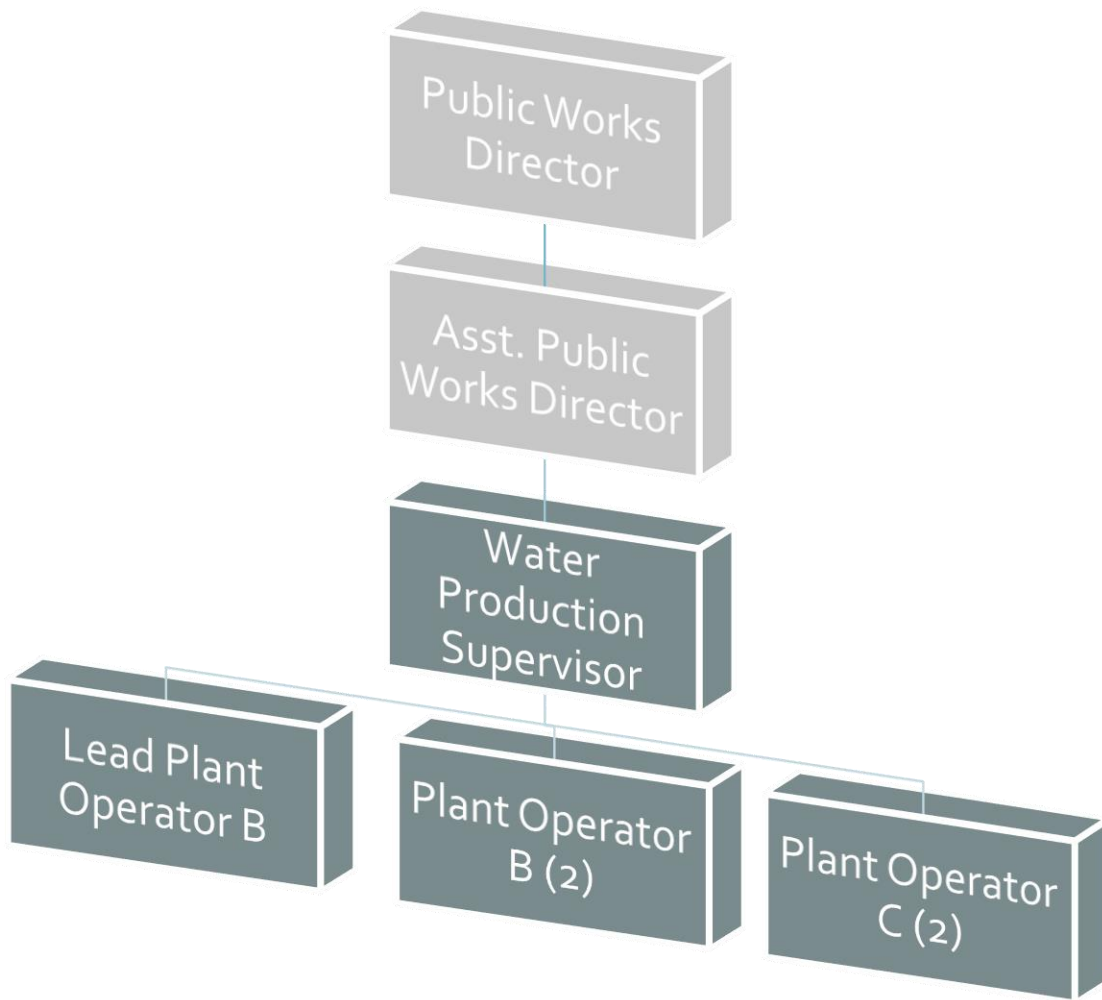 Public Works
Director
Asst. Public
Works Director
Water
Production
Supervisor
Lead Plant
Operator B
Plant Operator
B (2)
Plant Operator
C (2)